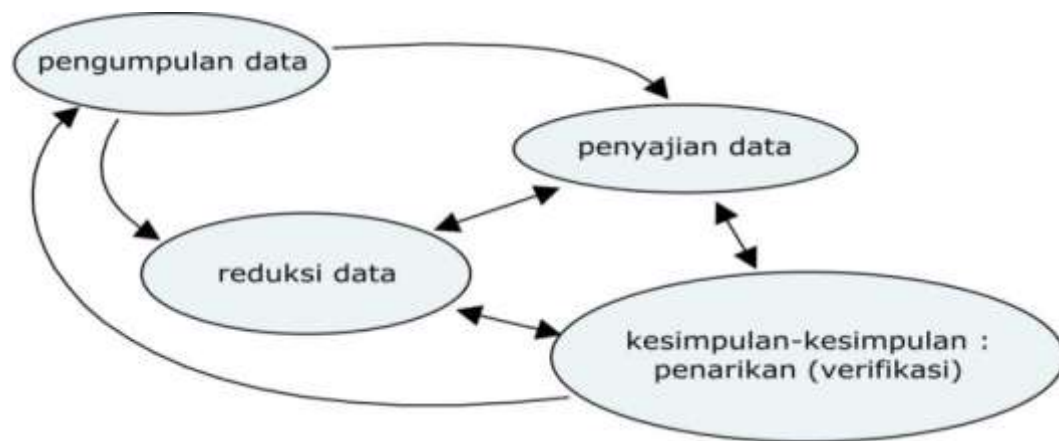 pengumpulan data
penyajian data
reduksi data
kesimpulan-kesimpulan :
penarikan (verifikasi)